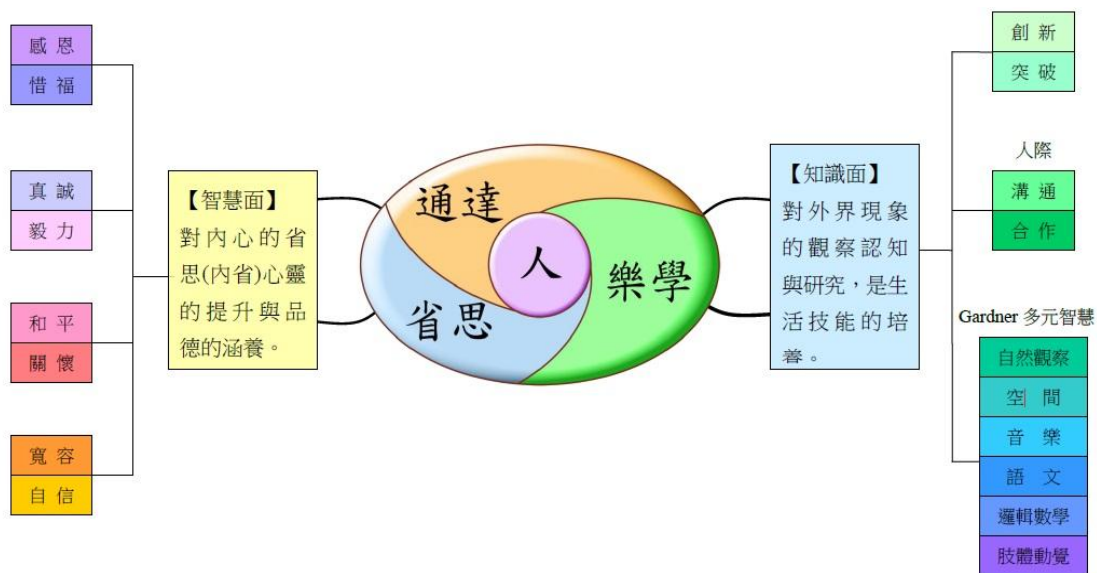 感 恩
惜 福
真 誠
毅 力
和 平
關 懷
寬 容
自 信
【智慧面】
對內心的省
思(內省)心靈
的提升與品
德的涵養。
通達
人
樂學
省思
【知識面】
對外界現象
的觀察認知
與研究，是生
活技能的培
養。
創 新
突 破
人際
溝 通
合 作
Gardner 多元智慧
自然觀察
空 間
音 樂
語 文
邏輯數學
肢體動覺